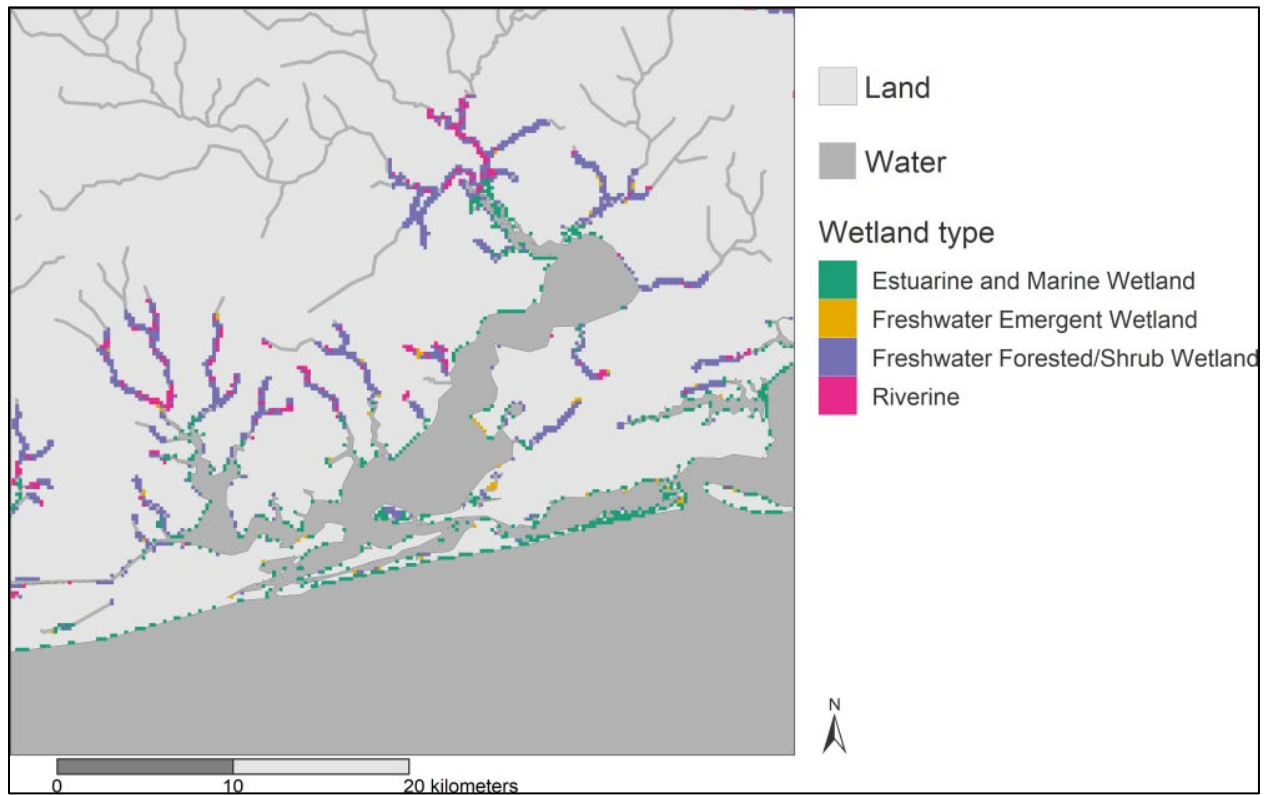 Land
Water
Wetland type
Estuarine and Marine Wetland
Freshwater Emergent Wetland
Freshwater Forested/Shrub Wetland
Riverine
N
0 10 20 kilometers